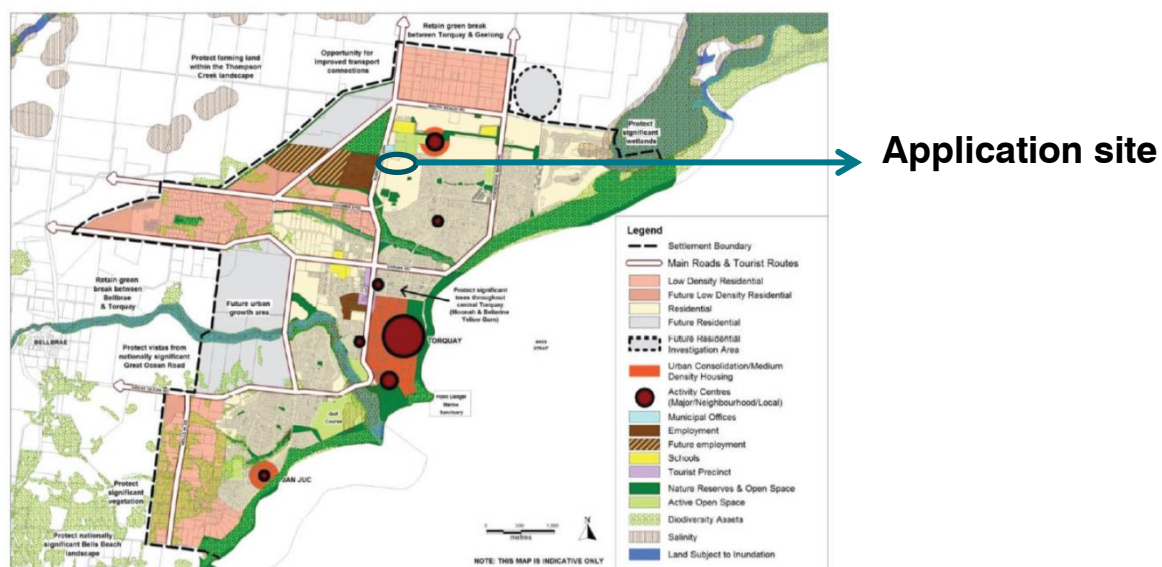 Retain green break
between Torquay & Geelong
Opportunity for
improved transport
connections
Protect farming land
within the Thompson
Creek landscape
SOUTH BEACH RD
Protect
significant
wetlands
Application site
Retain green
break between
Bellbrae
& Torquay
Future urban
growth area
Protect significant
trees throughout
central Torquay
(Moonah & Bellarine
Yellow Gum)
BELLBRAE
TORQUAY
BASS
STRAIT
Protect vistas from
nationally significant
Great Ocean Road
Point Danger
Marine
Sanctuary
Golf
Course
JAN JUC
Protect
significant
vegetation
Protect nationally
significant Bells Beach
landscape
metres
N
NOTE: THIS MAP IS INDICATIVE ONLY
Legend
Settlement Boundary
Main Roads & Tourist Routes
Low Density Residential
Future Low Density Residential
Residential
Future Residential
Future Residential
Investigation Area
Urban Consolidation/Medium
Density Housing
Activity Centres
(Major/Neighbourhood/Local)
Municipal Offices
Employment
Future employment
Schools
Tourist Precinct
Nature Reserves & Open Space
Active Open Space
Biodiversity Assets
Salinity
Land Subject to Inundation